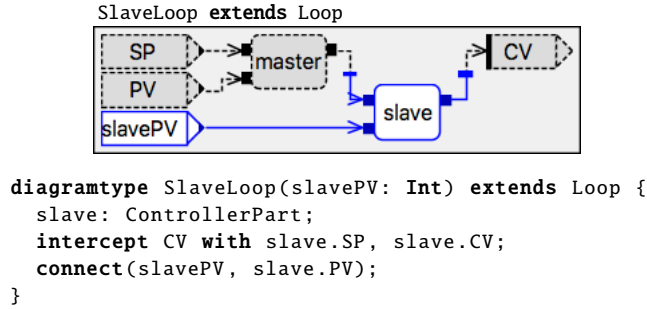 SlaveLoop extends Loop
SP
master
CV
PV
slavePV
slave
diagramtype SlaveLoop(slavePV: Int) extends Loop {
  slave: ControllerPart;
  intercept CV with slave.SP, slave.CV;
  connect(slavePV, slave.PV);
}